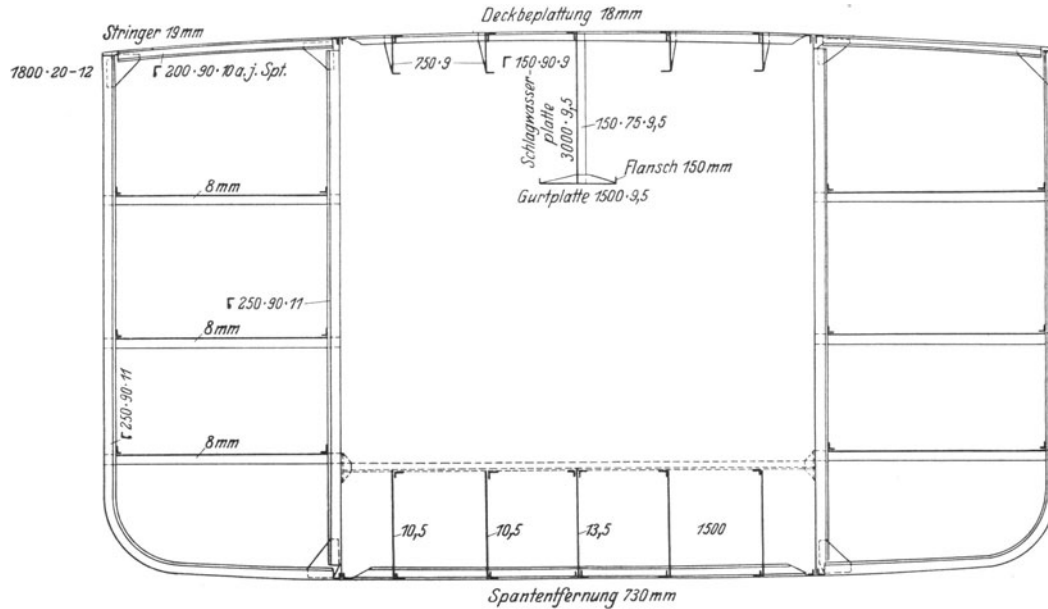 Deckbeplattung 18mm
Stringer 19mm
1800·20-12
Γ 200·90·10 a.j. Spt.
750·9
Γ 150·90·9
Schlagwasser-
platte
3000·9,5
150·75·9,5
Flansch 150mm
Gurtplatte 1500·9,5
8mm
Γ 250·90·11
8mm
Γ 250·90·11
8mm
10,5
10,5
13,5
1500
Spantentfernung 730mm